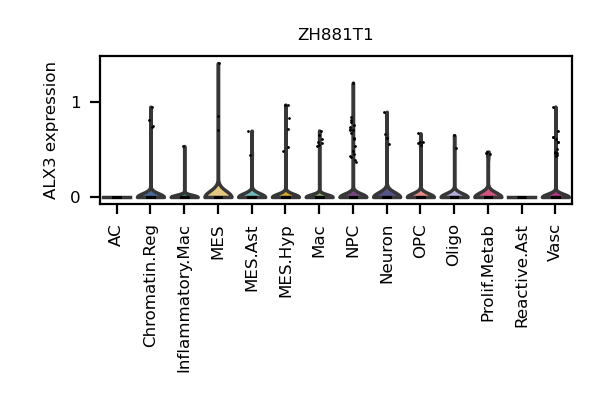 ZH881T1
ALX3 expression
1
0
AC
Chromatin.Reg
Inflammatory.Mac
MES
MES.Ast
MES.Hyp
Mac
NPC
Neuron
OPC
Oligo
Prolif.Metab
Reactive.Ast
Vasc